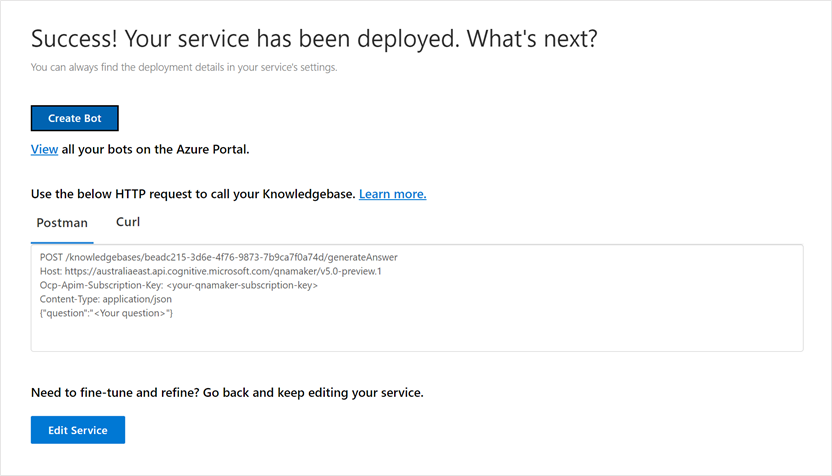 Success! Your service has been deployed. What's next?
You can always find the deployment details in your service's settings.
Create Bot
View all your bots on the Azure Portal.
Use the below HTTP request to call your Knowledgebase. Learn more.
Postman Curl
POST /knowledgebases/beadc215-3d6e-4f76-9873-7b9ca7f0a74d/generateAnswer
Host: https://australiaeast.api.cognitive.microsoft.com/qnamaker/v5.0-preview.1
Ocp-Apim-Subscription-Key: <your-qnamaker-subscription-key>
Content-Type: application/json
{"question":"<Your question>"}
Need to fine-tune and refine? Go back and keep editing your service.
Edit Service